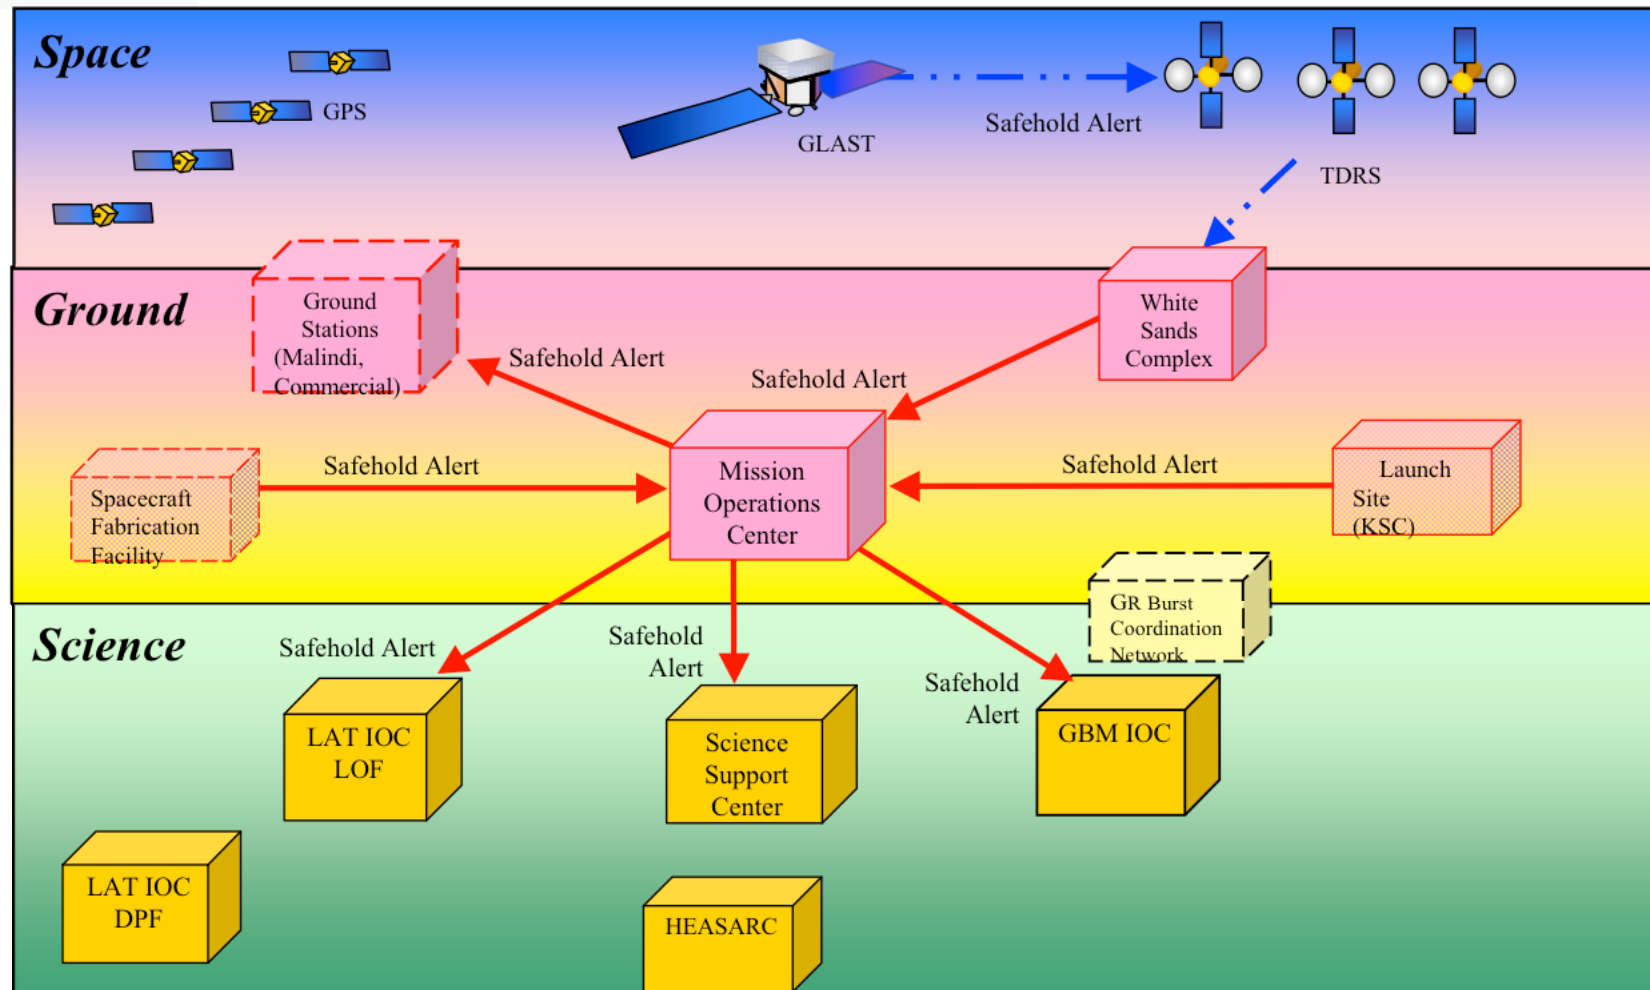 Space
GPS
GLAST
Safehold Alert
TDRS
Ground
Ground
Stations
(Malindi,
Commercial)
White
Sands
Complex
Safehold Alert
Safehold Alert
Spacecraft
Fabrication
Facility
Safehold Alert
Mission
Operations
Center
Safehold Alert
Launch
Site
(KSC)
GR Burst
Coordination
Network
Science
Safehold Alert
Safehold
Alert
Safehold
Alert
LAT IOC
LOF
Science
Support
Center
GBM IOC
LAT IOC
DPF
HEASARC